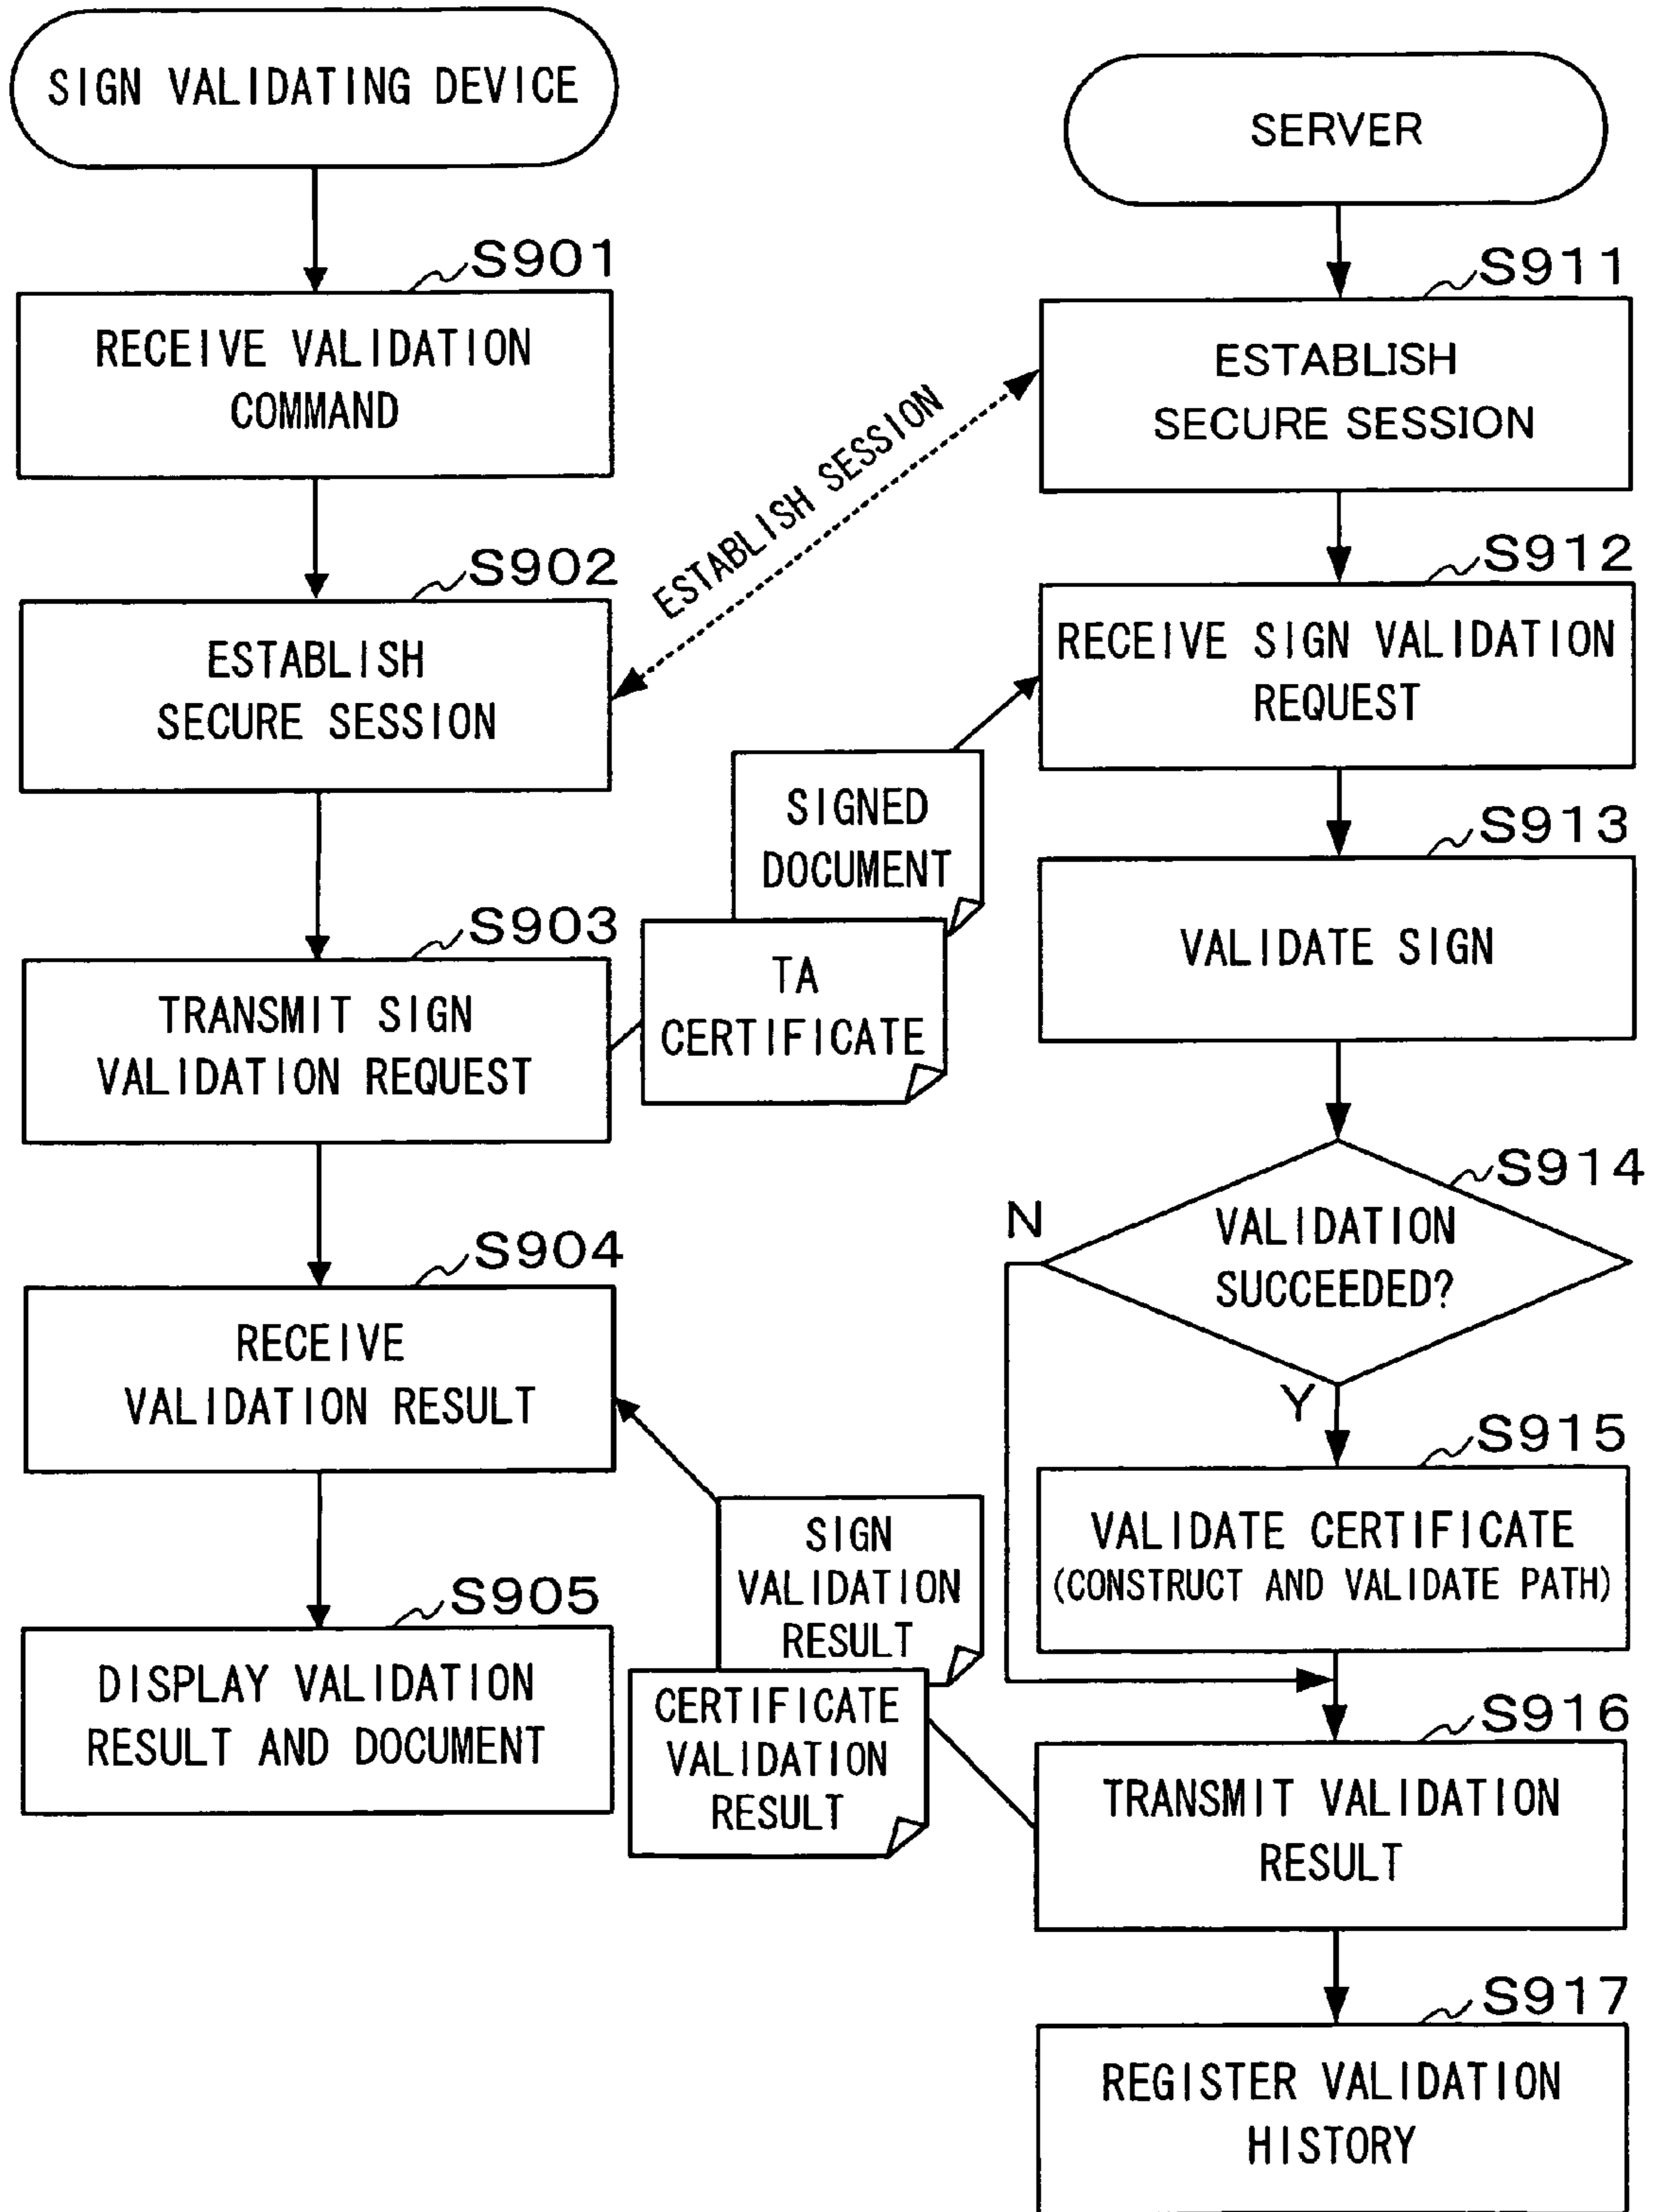 SIGN VALIDATING DEVICE
S901
RECEIVE VALIDATION
COMMAND
S902
ESTABLISH
SECURE SESSION
S903
TRANSMIT SIGN
VALIDATION REQUEST
S904
RECEIVE
VALIDATION RESULT
S905
DISPLAY VALIDATION
RESULT AND DOCUMENT
ESTABLISH SESSION
SIGNED
DOCUMENT
TA
CERTIFICATE
SIGN
VALIDATION
RESULT
CERTIFICATE
VALIDATION
RESULT
SERVER
S911
ESTABLISH
SECURE SESSION
S912
RECEIVE SIGN VALIDATION
REQUEST
S913
VALIDATE SIGN
S914
VALIDATION
SUCCEEDED?
N
Y
S915
VALIDATE CERTIFICATE
(CONSTRUCT AND VALIDATE PATH)
S916
TRANSMIT VALIDATION
RESULT
S917
REGISTER VALIDATION
HISTORY